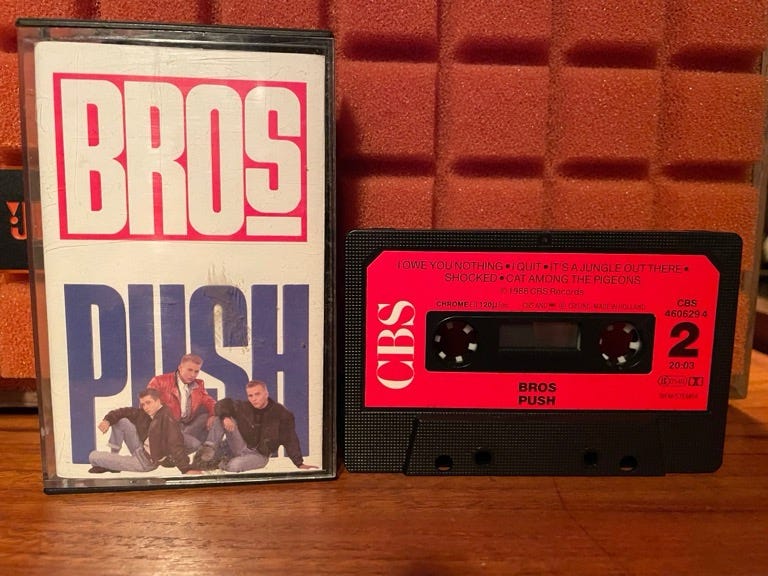 BROS
PUSH
I OWE YOU NOTHING • I QUIT • IT'S A JUNGLE OUT THERE •
SHOCKED • CAT AMONG THE PIGEONS
℗ 1988 CBS Records
CHROME
120µ
MADE IN HOLLAND
CBS
CBS
460629 4
2
20:03
BROS
PUSH